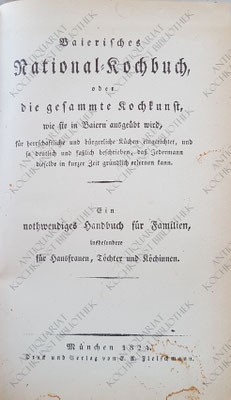 Baierisches
National-Kochbuch,
oder
die gesammte Kochkunst,
wie sie in Baiern ausgeübt wird,
für herrschaftliche und bürgerliche Küchen eingerichtet, und
so deutlich und faßlich beschrieben, daß Jedermann
dieselbe in kurzer Zeit gründlich erlernen kann.
Ein
nothwendiges Handbuch für Familien,
insbesondere
für Hausfrauen, Töchter und Köchinnen.
München 1824.
Druck und Verlag von E. A. Fleischmann.
KOCHBUCHANTIKVARIAT
KOCHKUNSTBIBLIOTHEK